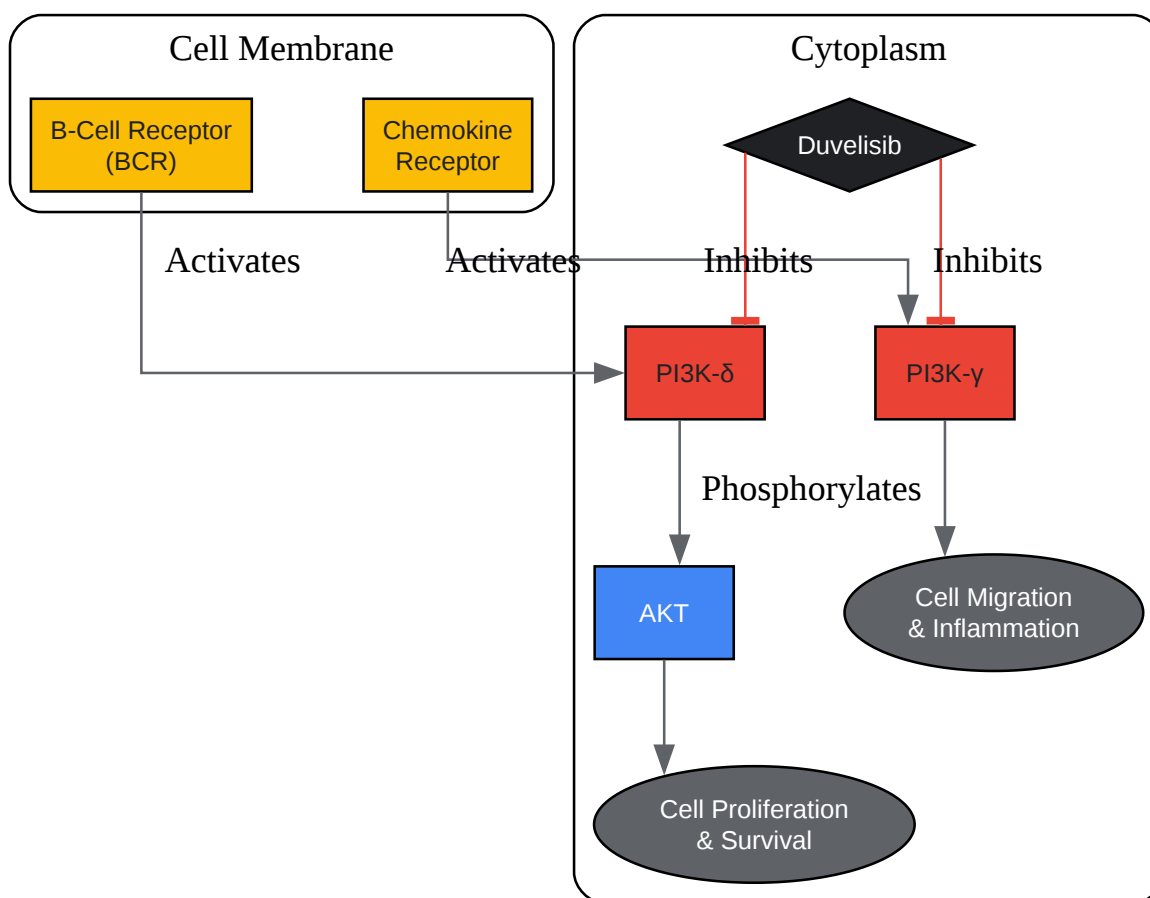 Cell Membrane
Cytoplasm
B-Cell Receptor
(BCR)
Chemokine
Receptor
Duvelisib
Activates
Activates
Inhibits
Inhibits
PI3K-δ
PI3K-γ
Phosphorylates
AKT
Cell Migration
& Inflammation
Cell Proliferation
& Survival